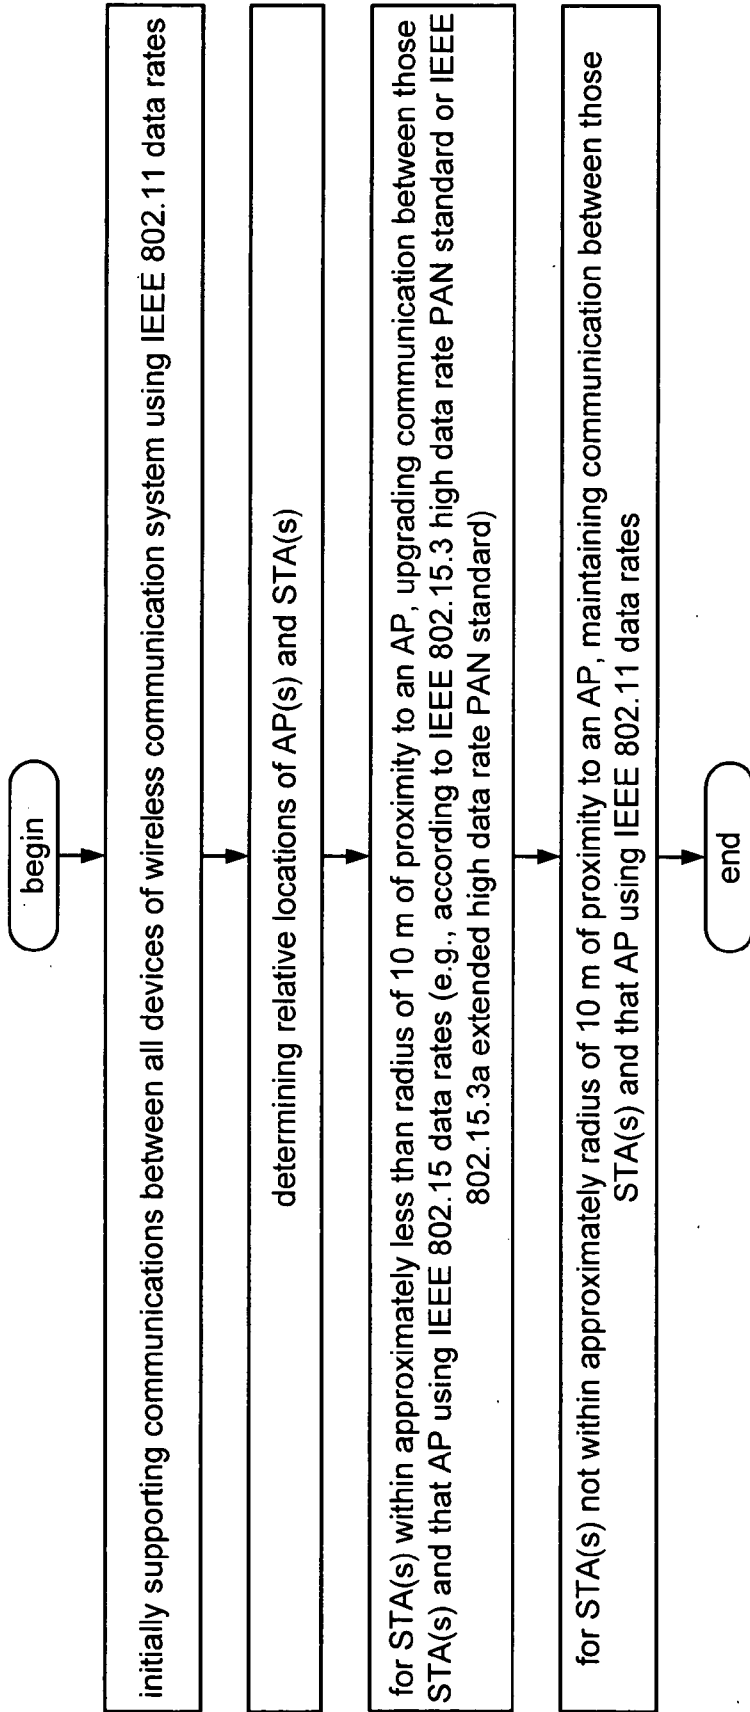 begin
initially supporting communications between all devices of wireless communication system using IEEE 802.11 data rates
determining relative locations of AP(s) and STA(s)
for STA(s) within approximately less than radius of 10 m of proximity to an AP, upgrading communication between those
STA(s) and that AP using IEEE 802.15 data rates (e.g., according to IEEE 802.15.3 high data rate PAN standard or IEEE
802.15.3a extended high data rate PAN standard)
for STA(s) not within approximately radius of 10 m of proximity to an AP, maintaining communication between those
STA(s) and that AP using IEEE 802.11 data rates
end